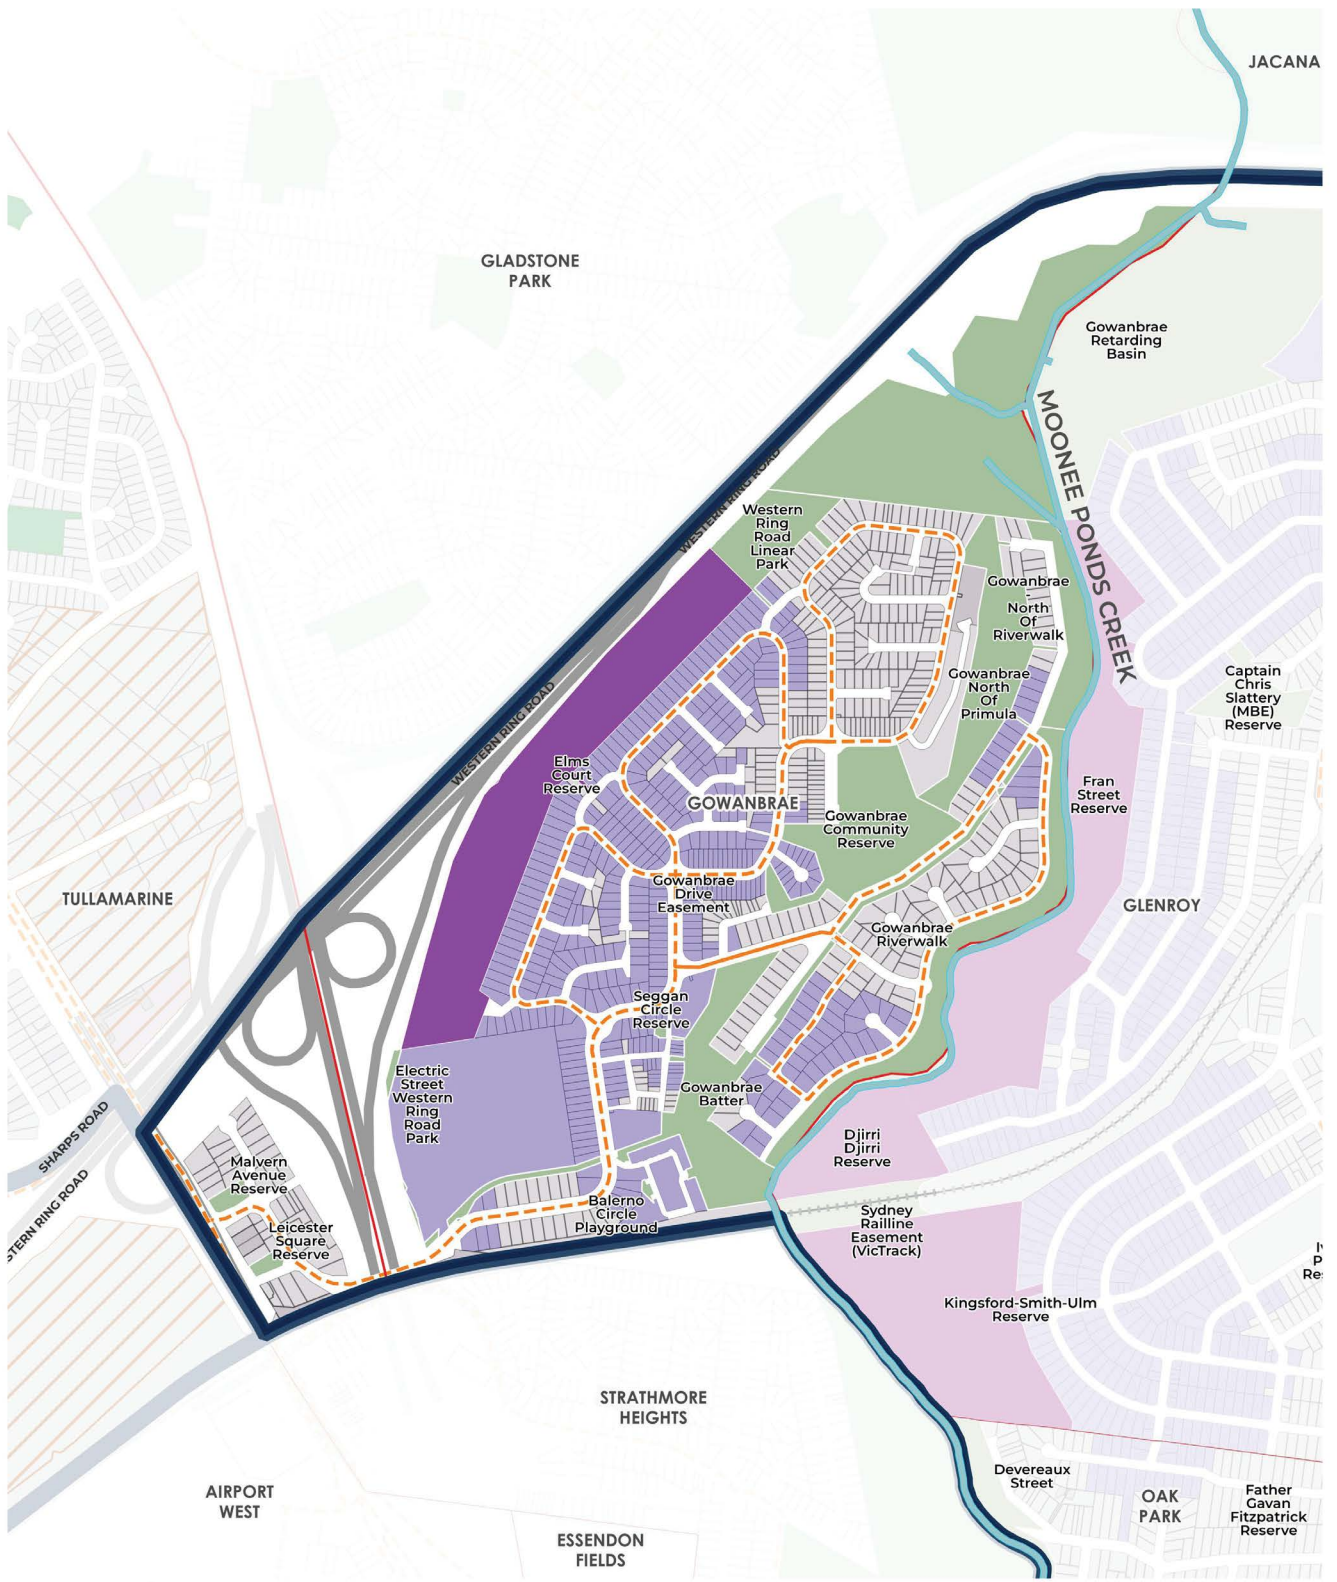 JACANA
GLADSTONE
PARK
Gowanbrae
Retarding
Basin
MOONEE PONDS CREEK
WESTERN RING ROAD
Western
Ring
Road
Linear
Park
Gowanbrae
-
North
Of
Riverwalk
Gowanbrae
North
Of
Primula
Captain
Chris
Slattery
(MBE)
Reserve
WESTERN RING ROAD
Elms
Court
Reserve
GOWANBRAE
Fran
Street
Reserve
Gowanbrae
Community
Reserve
TULLAMARINE
Gowanbrae
Drive
Easement
GLENROY
Gowanbrae
Riverwalk
Seggan
Circle
Reserve
Electric
Street
Western
Ring
Road
Park
Gowanbrae
Batter
SHARPS ROAD
STERN RING ROAD
Malvern
Avenue
Reserve
Djirri
Djirri
Reserve
Leicester
Square
Reserve
Balerno
Circle
Playground
Sydney
Railline
Easement
(VicTrack)
Kingsford-Smith-Ulm
Reserve
STRATHMORE
HEIGHTS
AIRPORT
WEST
Devereaux
Street
OAK
PARK
Father
Gavan
Fitzpatrick
Reserve
ESSENDON
FIELDS